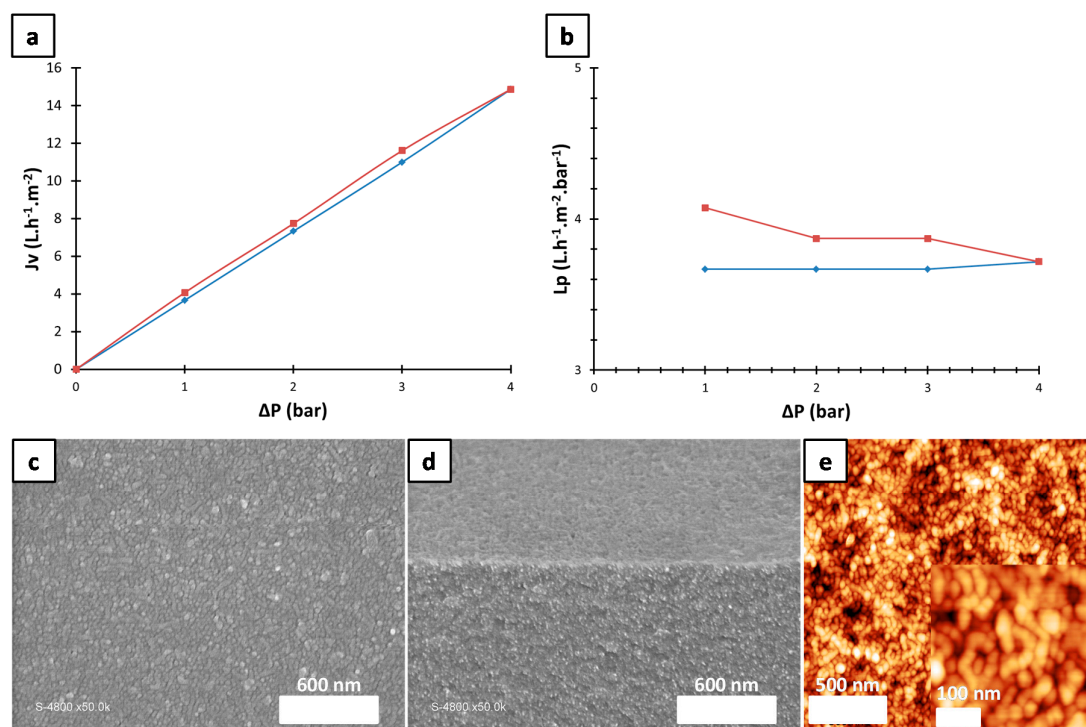 a
Jv (L.h⁻¹.m⁻²)
16
14
12
10
8
6
4
2
0
0 1 2 3 4
ΔP (bar)
b
Lp (L.h⁻¹.m⁻².bar⁻¹)
5
4
3
0 1 2 3 4
ΔP (bar)
c
600 nm
S-4800 x50.0k
d
600 nm
S-4800 x50.0k
e
500 nm
100 nm